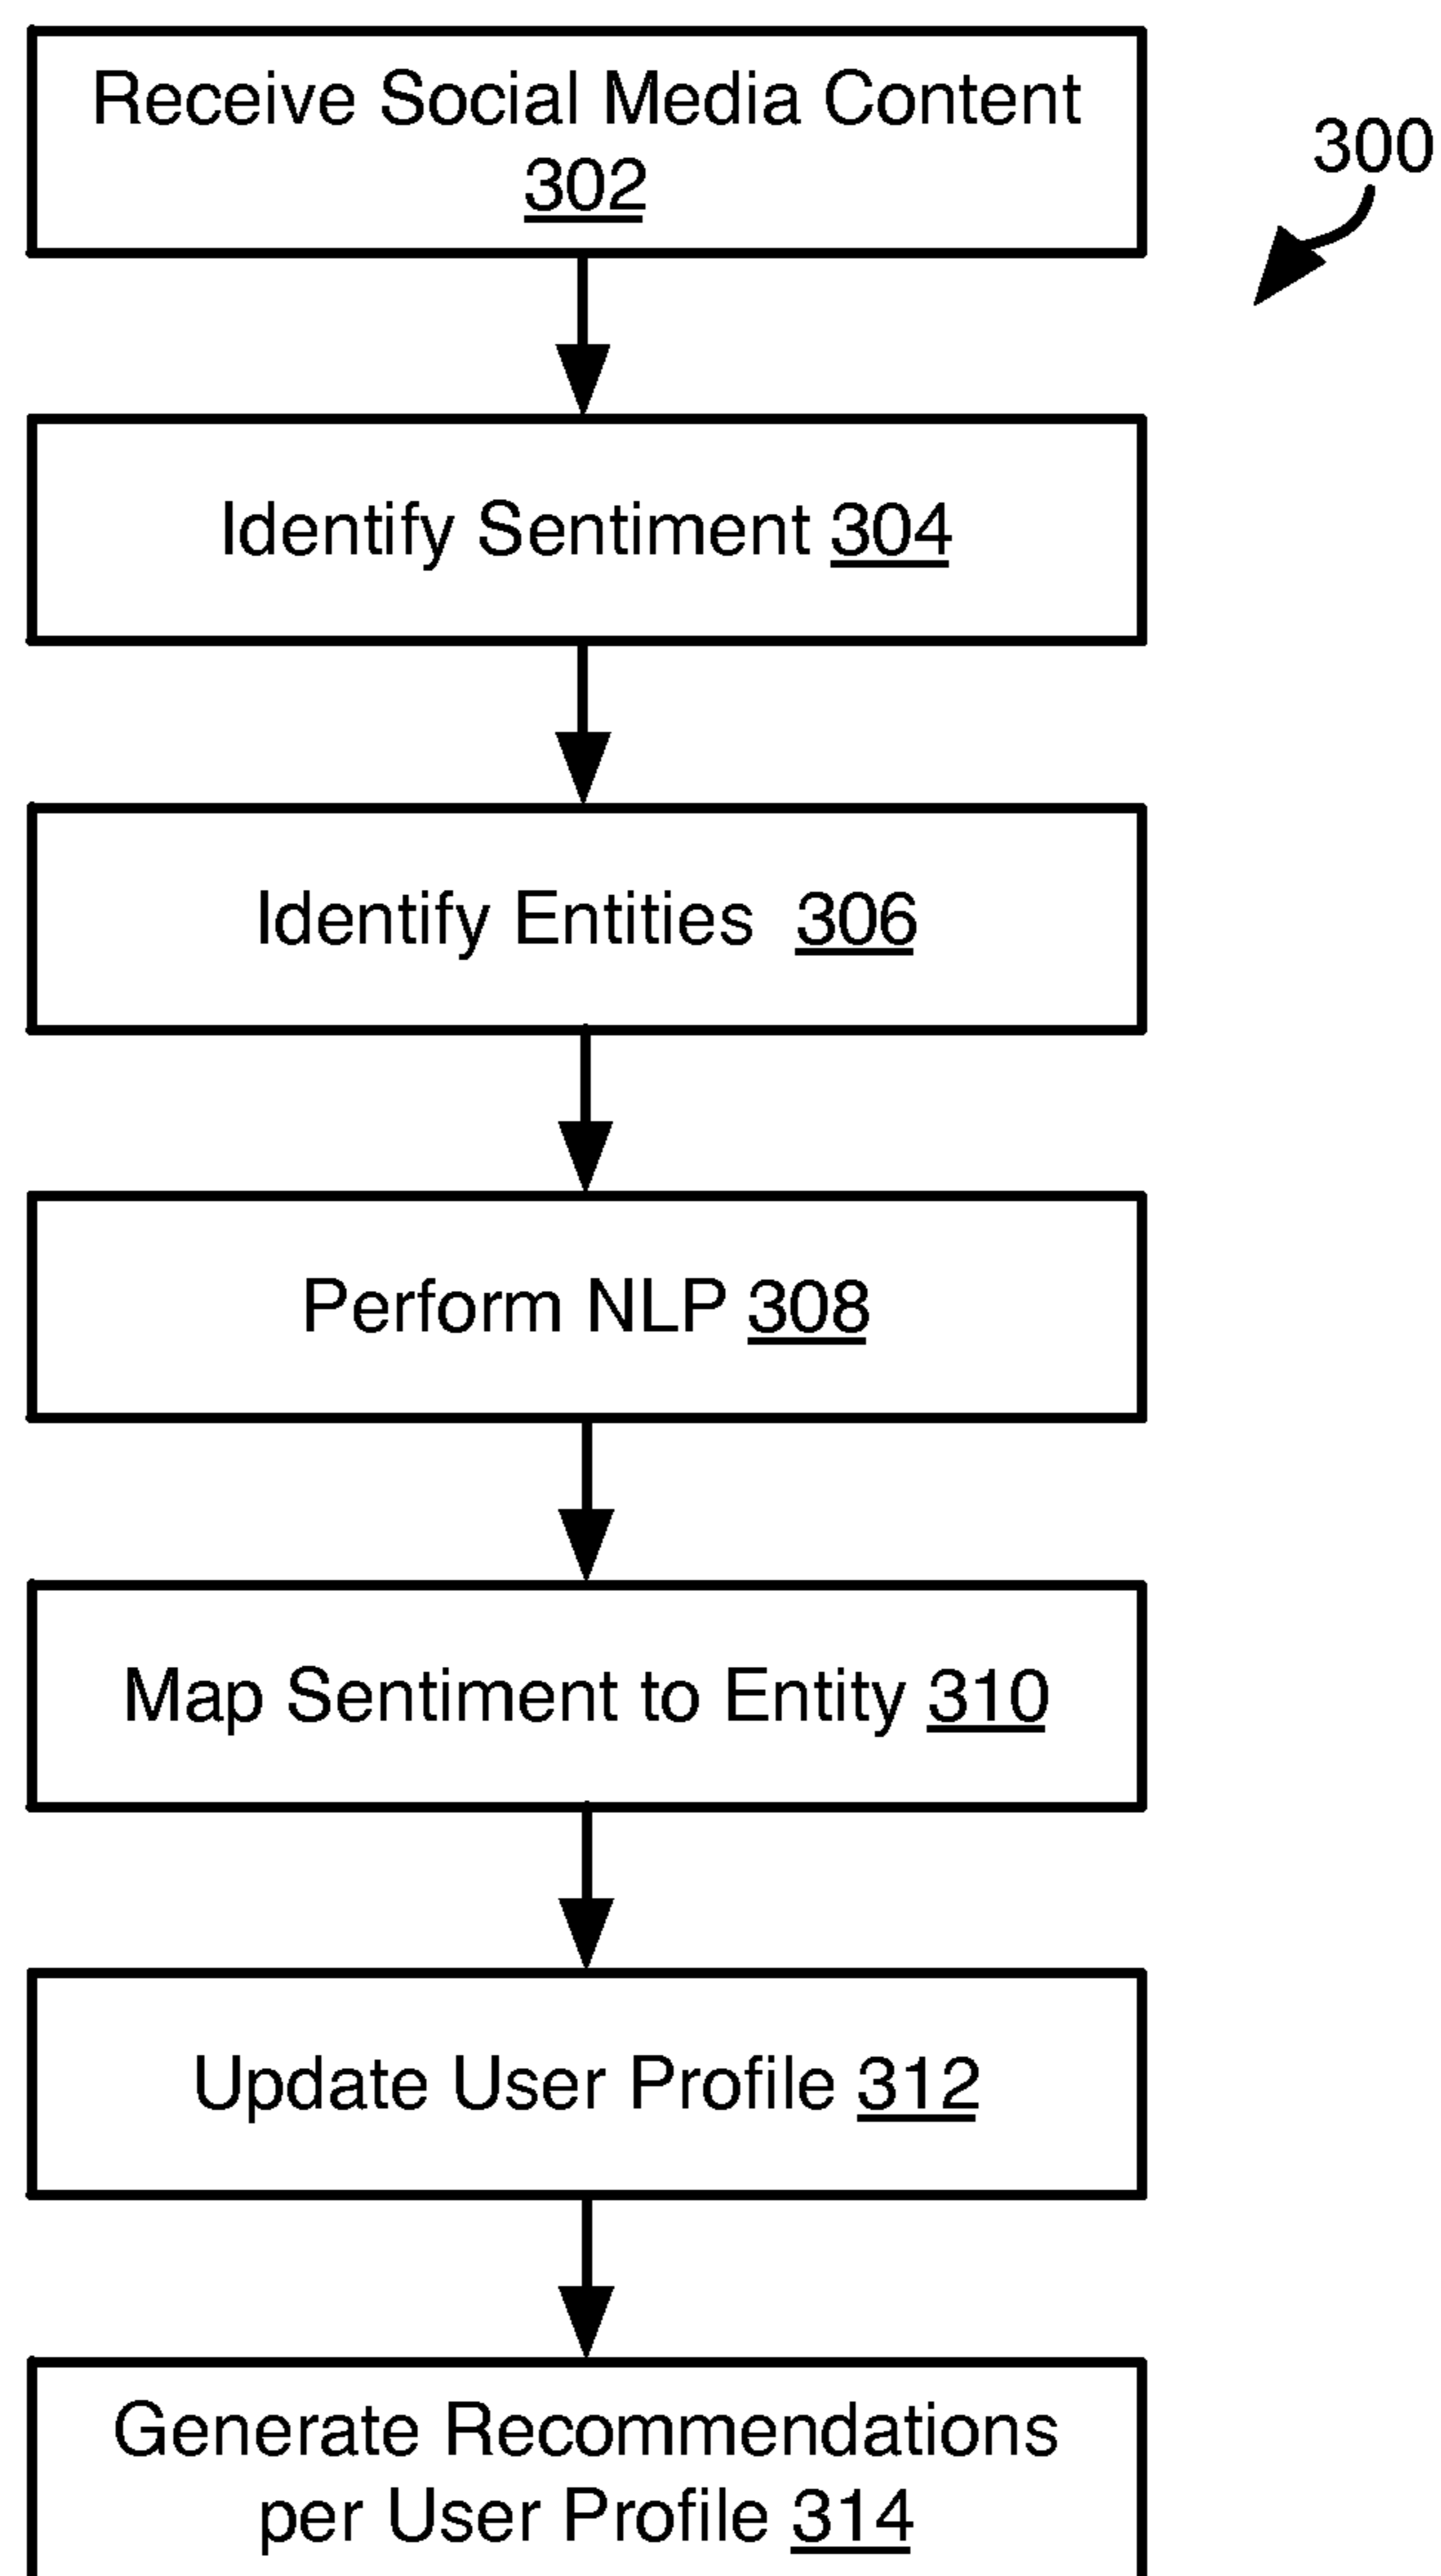 Receive Social Media Content
302
300
Identify Sentiment 304
Identify Entities 306
Perform NLP 308
Map Sentiment to Entity 310
Update User Profile 312
Generate Recommendations
per User Profile 314